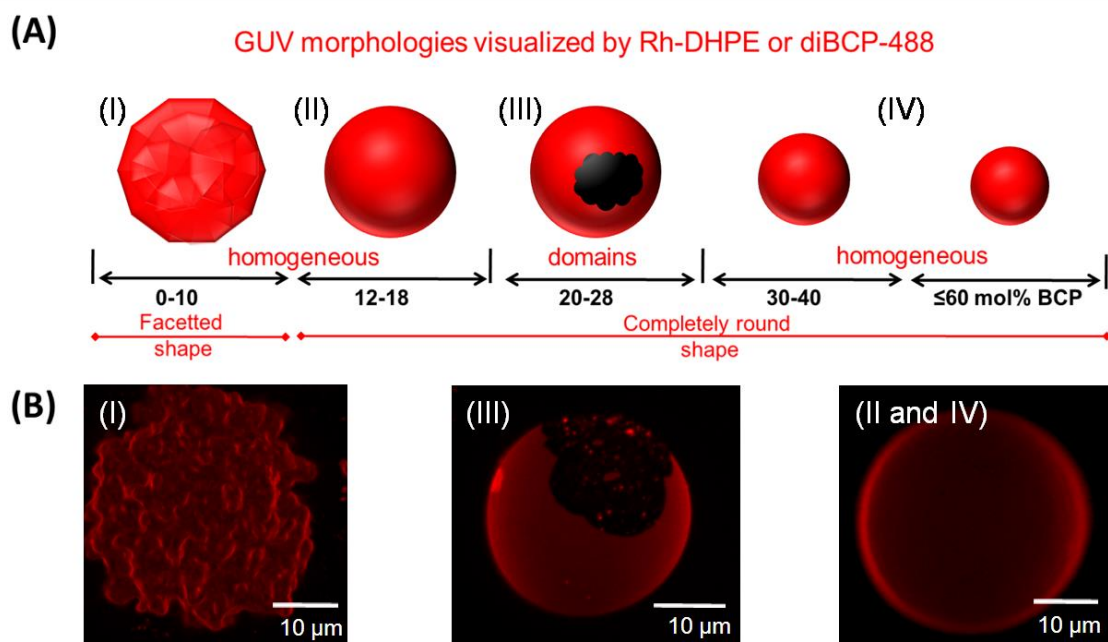 (A)
GUV morphologies visualized by Rh-DHPE or diBCP-488
(I) (II) (III) (IV)
homogeneous domains homogeneous
0-10 12-18 20-28 30-40 ≤60 mol% BCP
Facetted Completely round
shape shape
(B)
(I) (III) (II and IV)
10 µm 10 µm 10 µm